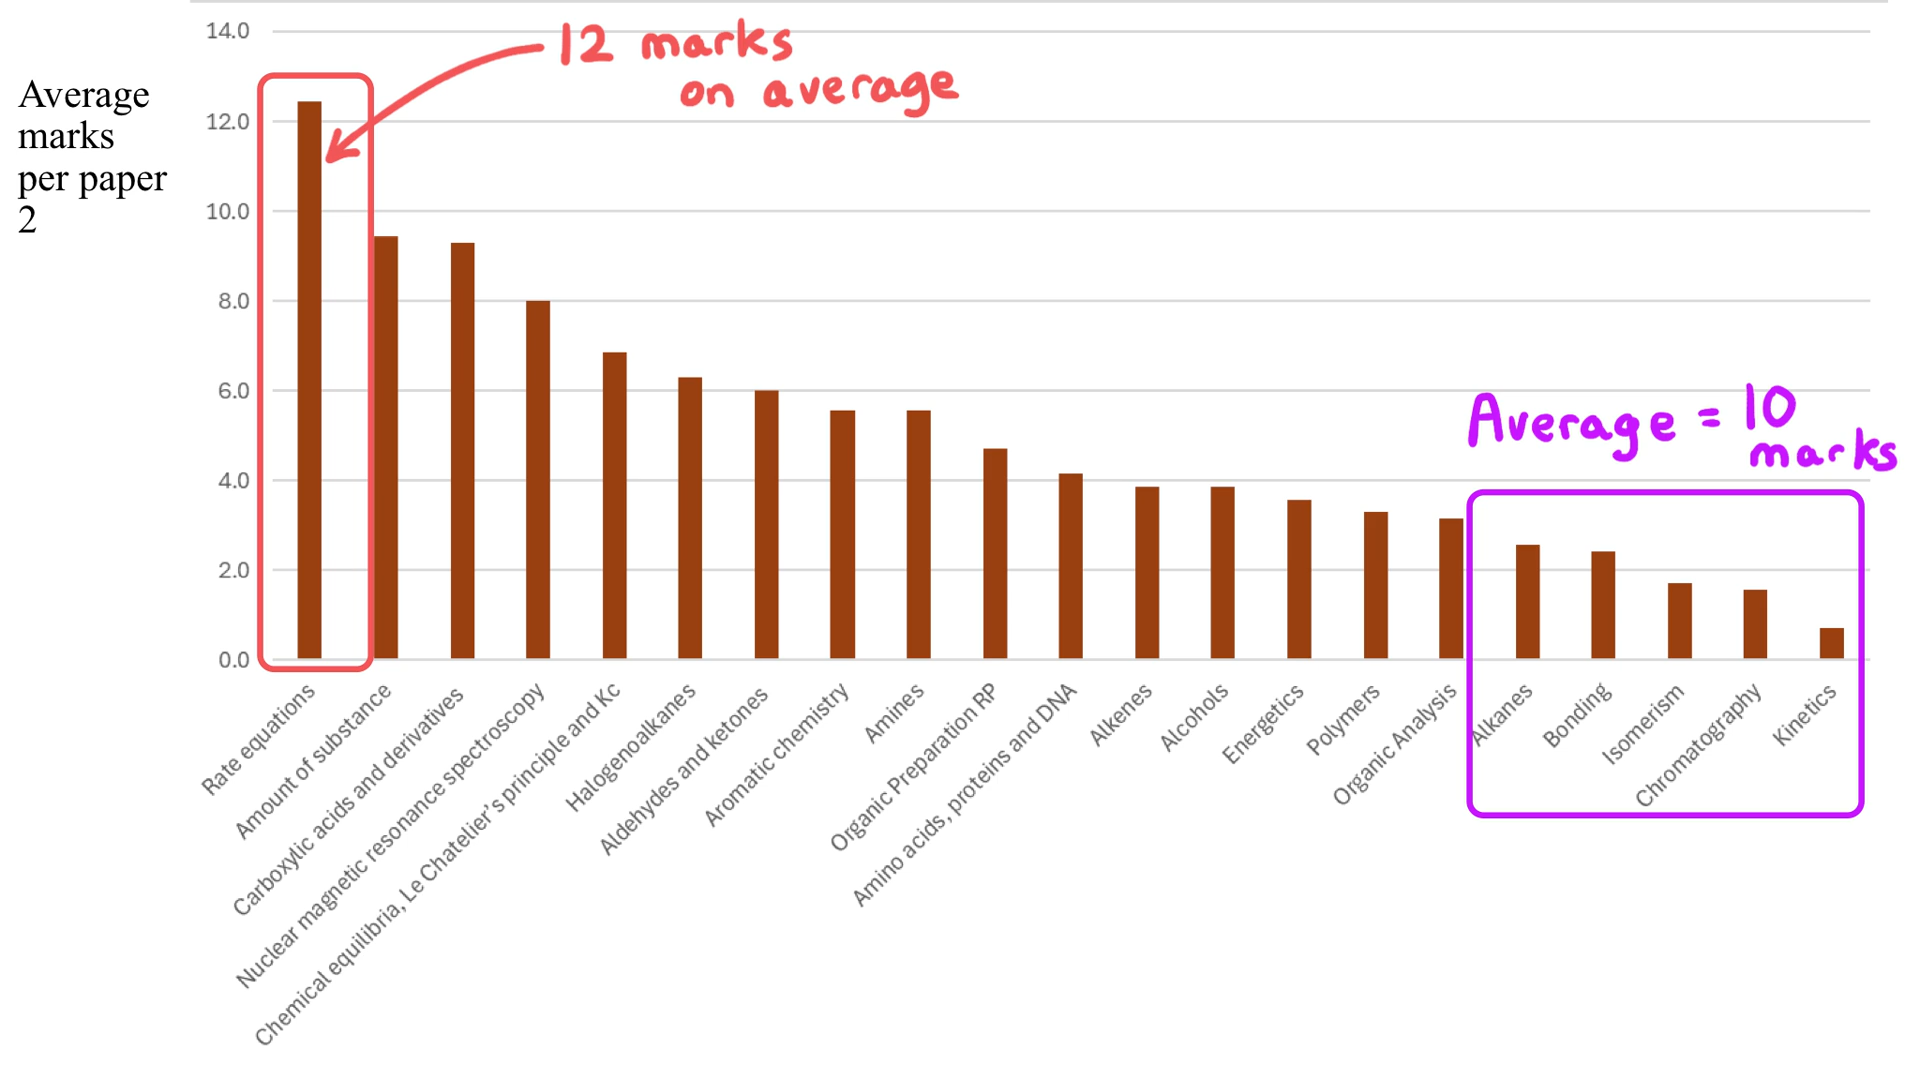 Average
marks
per paper
2
14.0
12.0
10.0
8.0
6.0
4.0
2.0
0.0
12 marks
on average
Average = 10
marks
Rate equations
Amount of substance
Carboxylic acids and derivatives
Nuclear magnetic resonance spectroscopy
Chemical equilibria, Le Chatelier's principle and Kc
Halogenoalkanes
Aldehydes and ketones
Aromatic chemistry
Amines
Organic Preparation RP
Amino acids, proteins and DNA
Alkenes
Alcohols
Energetics
Polymers
Organic Analysis
Alkanes
Bonding
Isomerism
Chromatography
Kinetics